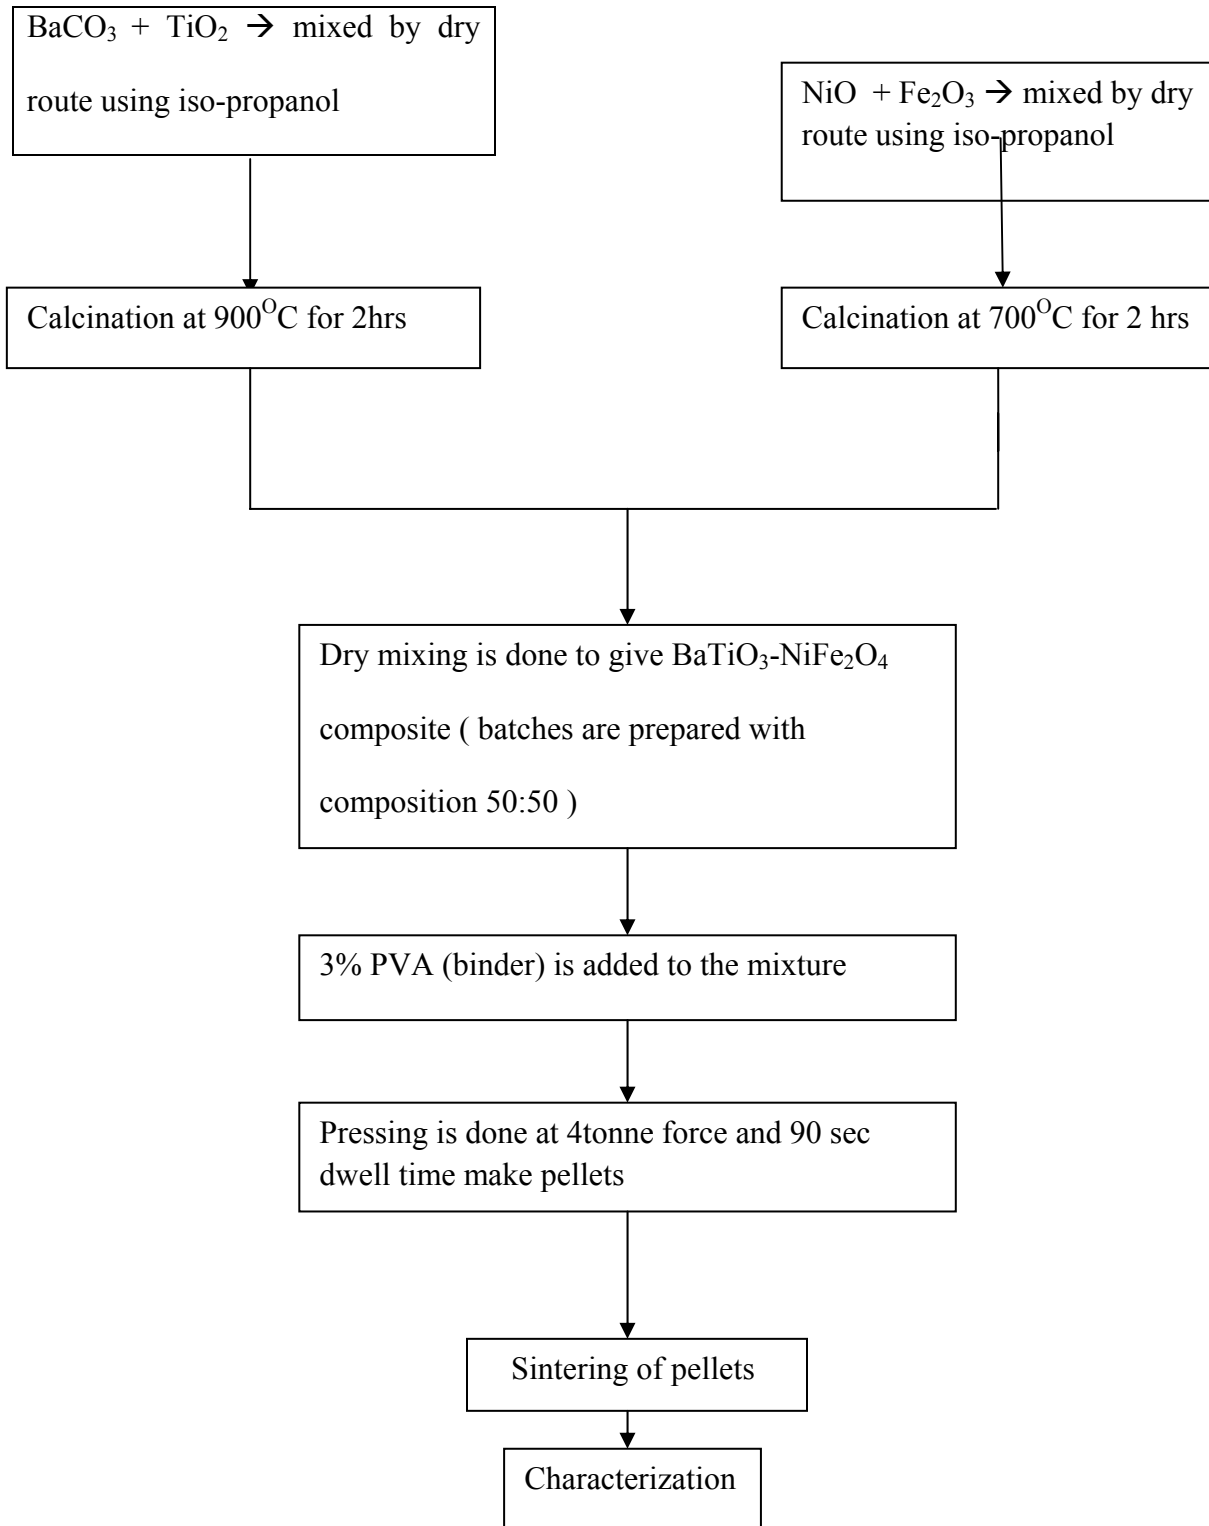 BaCO₃ + TiO₂ → mixed by dry
route using iso-propanol
NiO + Fe₂O₃ → mixed by dry
route using iso-propanol
Calcination at 900ᴼC for 2hrs
Calcination at 700ᴼC for 2 hrs
Dry mixing is done to give BaTiO₃-NiFe₂O₄
composite ( batches are prepared with
composition 50:50 )
3% PVA (binder) is added to the mixture
Pressing is done at 4tonne force and 90 sec
dwell time make pellets
Sintering of pellets
Characterization